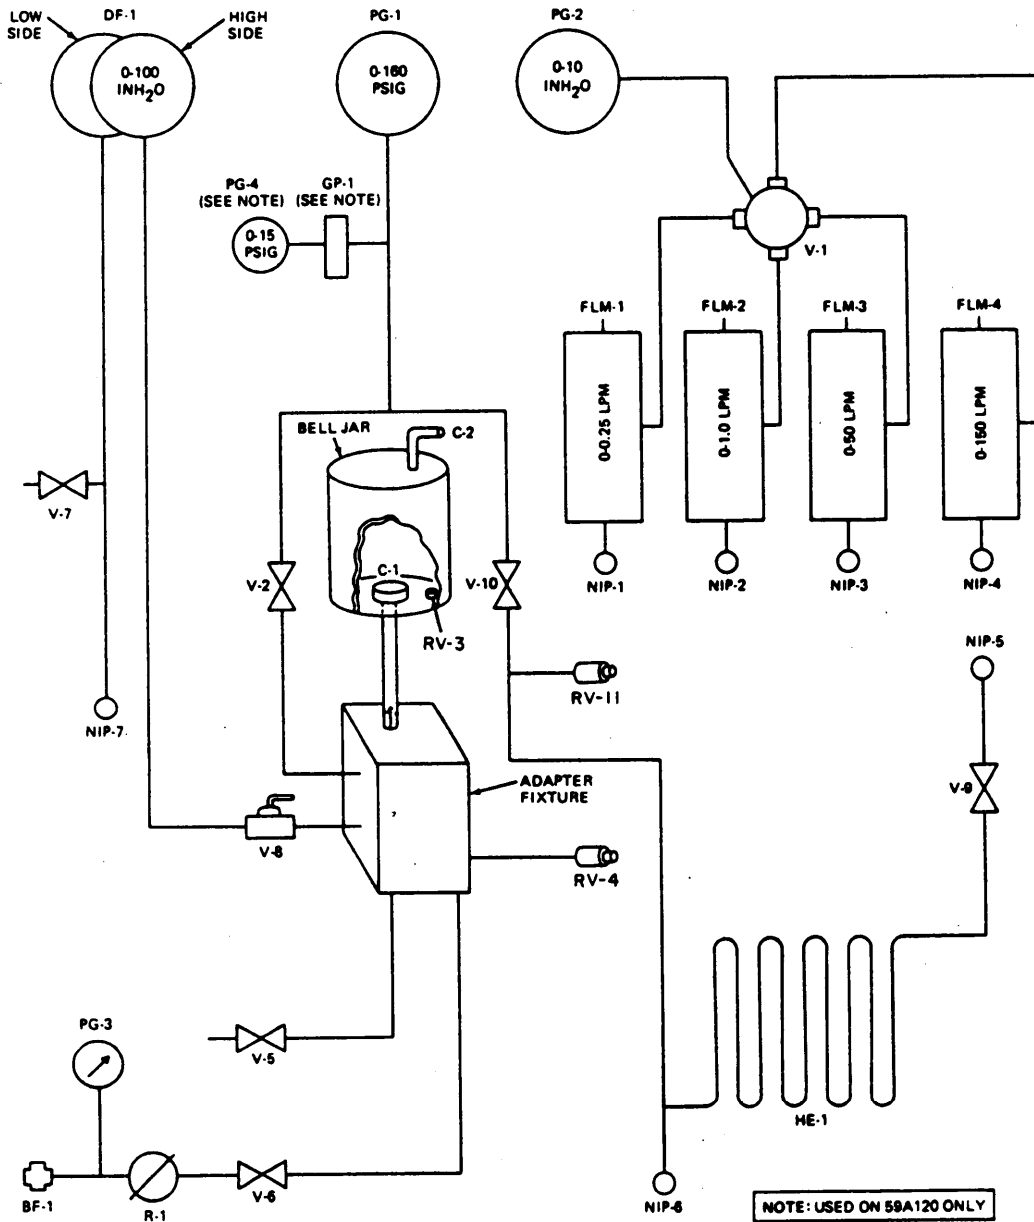 LOW
SIDE
DF-1
HIGH
SIDE
0-100
INH₂O
PG-1
0-160
PSIG
PG-2
0-10
INH₂O
PG-4
(SEE NOTE)
GP-1
(SEE NOTE)
0-15
PSIG
V-1
FLM-1
FLM-2
FLM-3
FLM-4
0-0.25 LPM
0-1.0 LPM
0-50 LPM
0-150 LPM
NIP-1
NIP-2
NIP-3
NIP-4
BELL JAR
C-2
V-7
V-2
C-1
V-10
RV-3
RV-11
NIP-5
NIP-7
ADAPTER
FIXTURE
V-9
V-8
RV-4
PG-3
V-5
HE-1
BF-1
R-1
V-6
NIP-6
NOTE: USED ON 59A120 ONLY